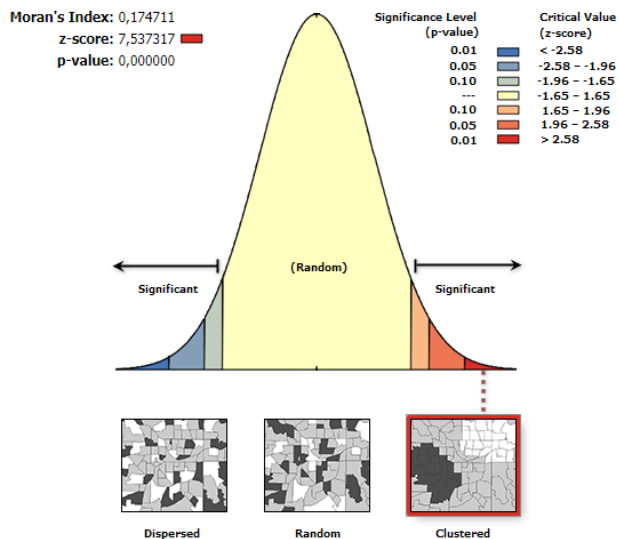 Moran's Index: 0,174711
z-score: 7,537317
p-value: 0,000000
Significance Level
(p-value)
Critical Value
(z-score)
0.01 < -2.58
0.05 -2.58 – -1.96
0.10 -1.96 – -1.65
--- -1.65 – 1.65
0.10 1.65 – 1.96
0.05 1.96 – 2.58
0.01 > 2.58
(Random)
Significant
Significant
Dispersed
Random
Clustered